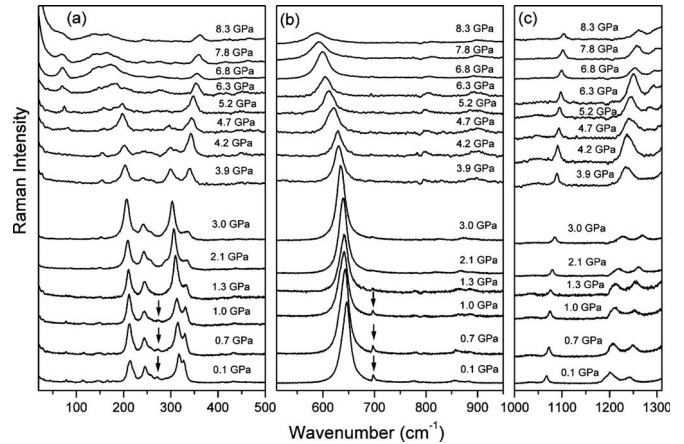 (a)
8.3 GPa
7.8 GPa
6.8 GPa
6.3 GPa
5.2 GPa
4.7 GPa
4.2 GPa
3.9 GPa
3.0 GPa
2.1 GPa
1.3 GPa
1.0 GPa
0.7 GPa
0.1 GPa
100 200 300 400 500
(b)
8.3 GPa
7.8 GPa
6.8 GPa
6.3 GPa
5.2 GPa
4.7 GPa
4.2 GPa
3.9 GPa
3.0 GPa
2.1 GPa
1.3 GPa
1.0 GPa
0.7 GPa
0.1 GPa
600 700 800 900
(c)
8.3 GPa
7.8 GPa
6.8 GPa
6.3 GPa
5.2 GPa
4.7 GPa
4.2 GPa
3.9 GPa
3.0 GPa
2.1 GPa
1.3 GPa
1.0 GPa
0.7 GPa
0.1 GPa
1000 1100 1200 1300
Raman Intensity
Wavenumber (cm⁻¹)